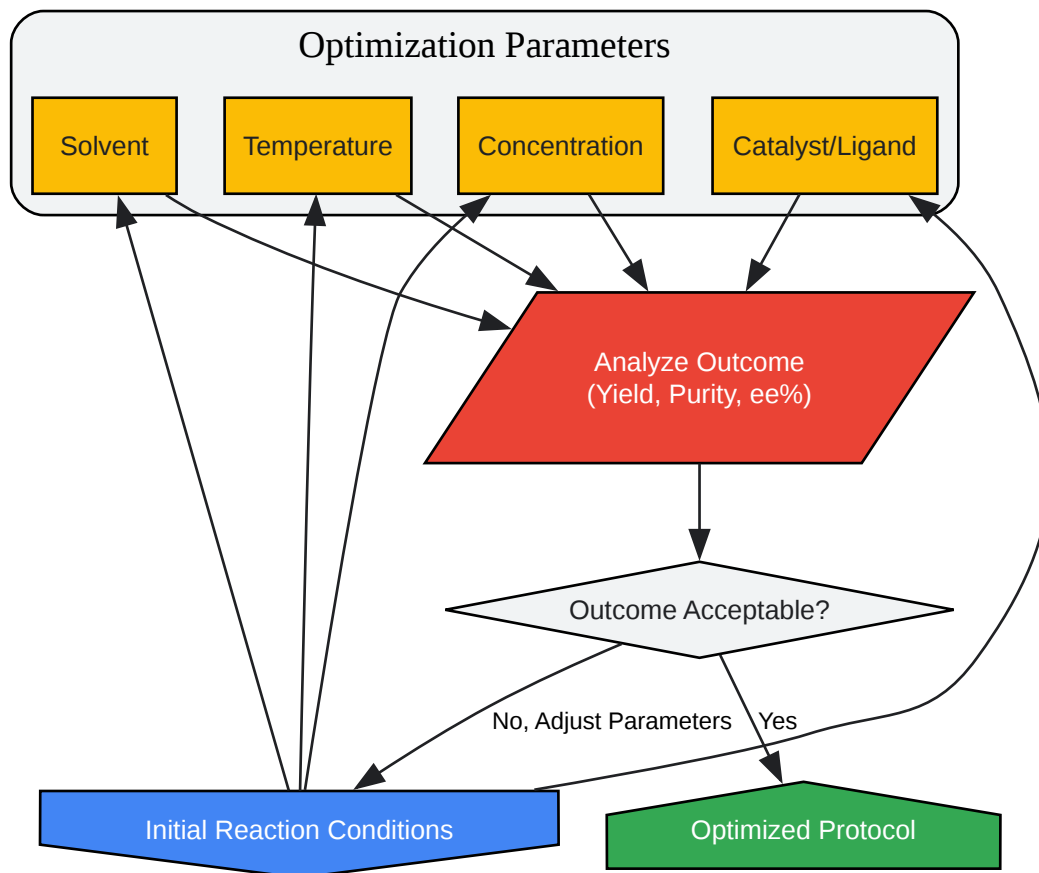 Optimization Parameters
Solvent
Temperature
Concentration
Catalyst/Ligand
Analyze Outcome
(Yield, Purity, ee%)
Outcome Acceptable?
No, Adjust Parameters
Yes
Initial Reaction Conditions
Optimized Protocol